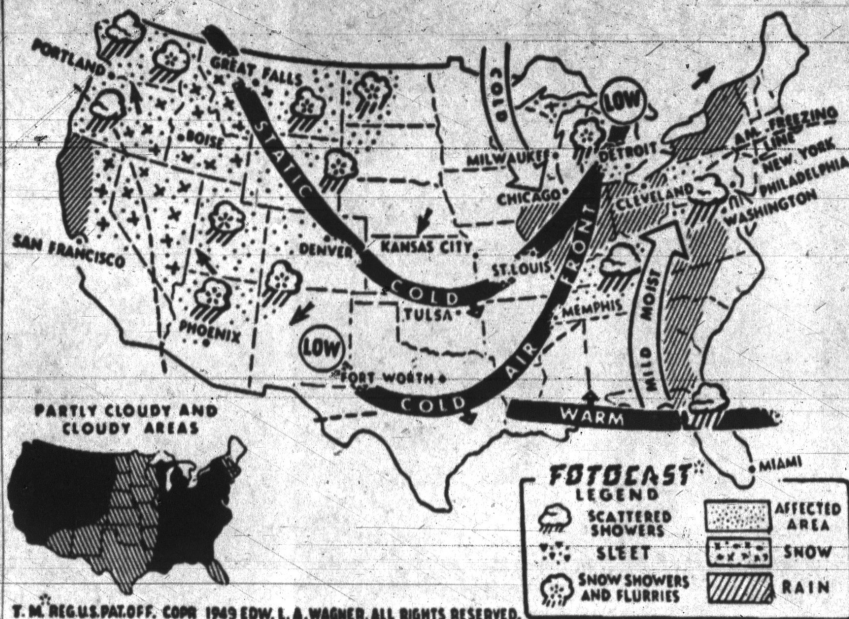 PORTLAND
GREAT FALLS
BOISE
STATIC
COLD
LOW
MILWAUKEE
DETROIT
CHICAGO
CLEVELAND
A.M. FREEZING
LINE
NEW YORK
PHILADELPHIA
WASHINGTON
SAN FRANCISCO
DENVER
KANSAS CITY
ST. LOUIS
COLD
FRONT
AIR
TULSA
MEMPHIS
MILD MOIST
PHOENIX
LOW
FORT WORTH
COLD
WARM
MIAMI
PARTLY CLOUDY AND
CLOUDY AREAS
FOTOCAST*
LEGEND
SCATTERED
SHOWERS
AFFECTED
AREA
SLEET
SNOW
SNOW SHOWERS
AND FLURRIES
RAIN
T. M.* REG.U.S.PAT.OFF. COPR 1949 EDW. L. A. WAGNER. ALL RIGHTS RESERVED.